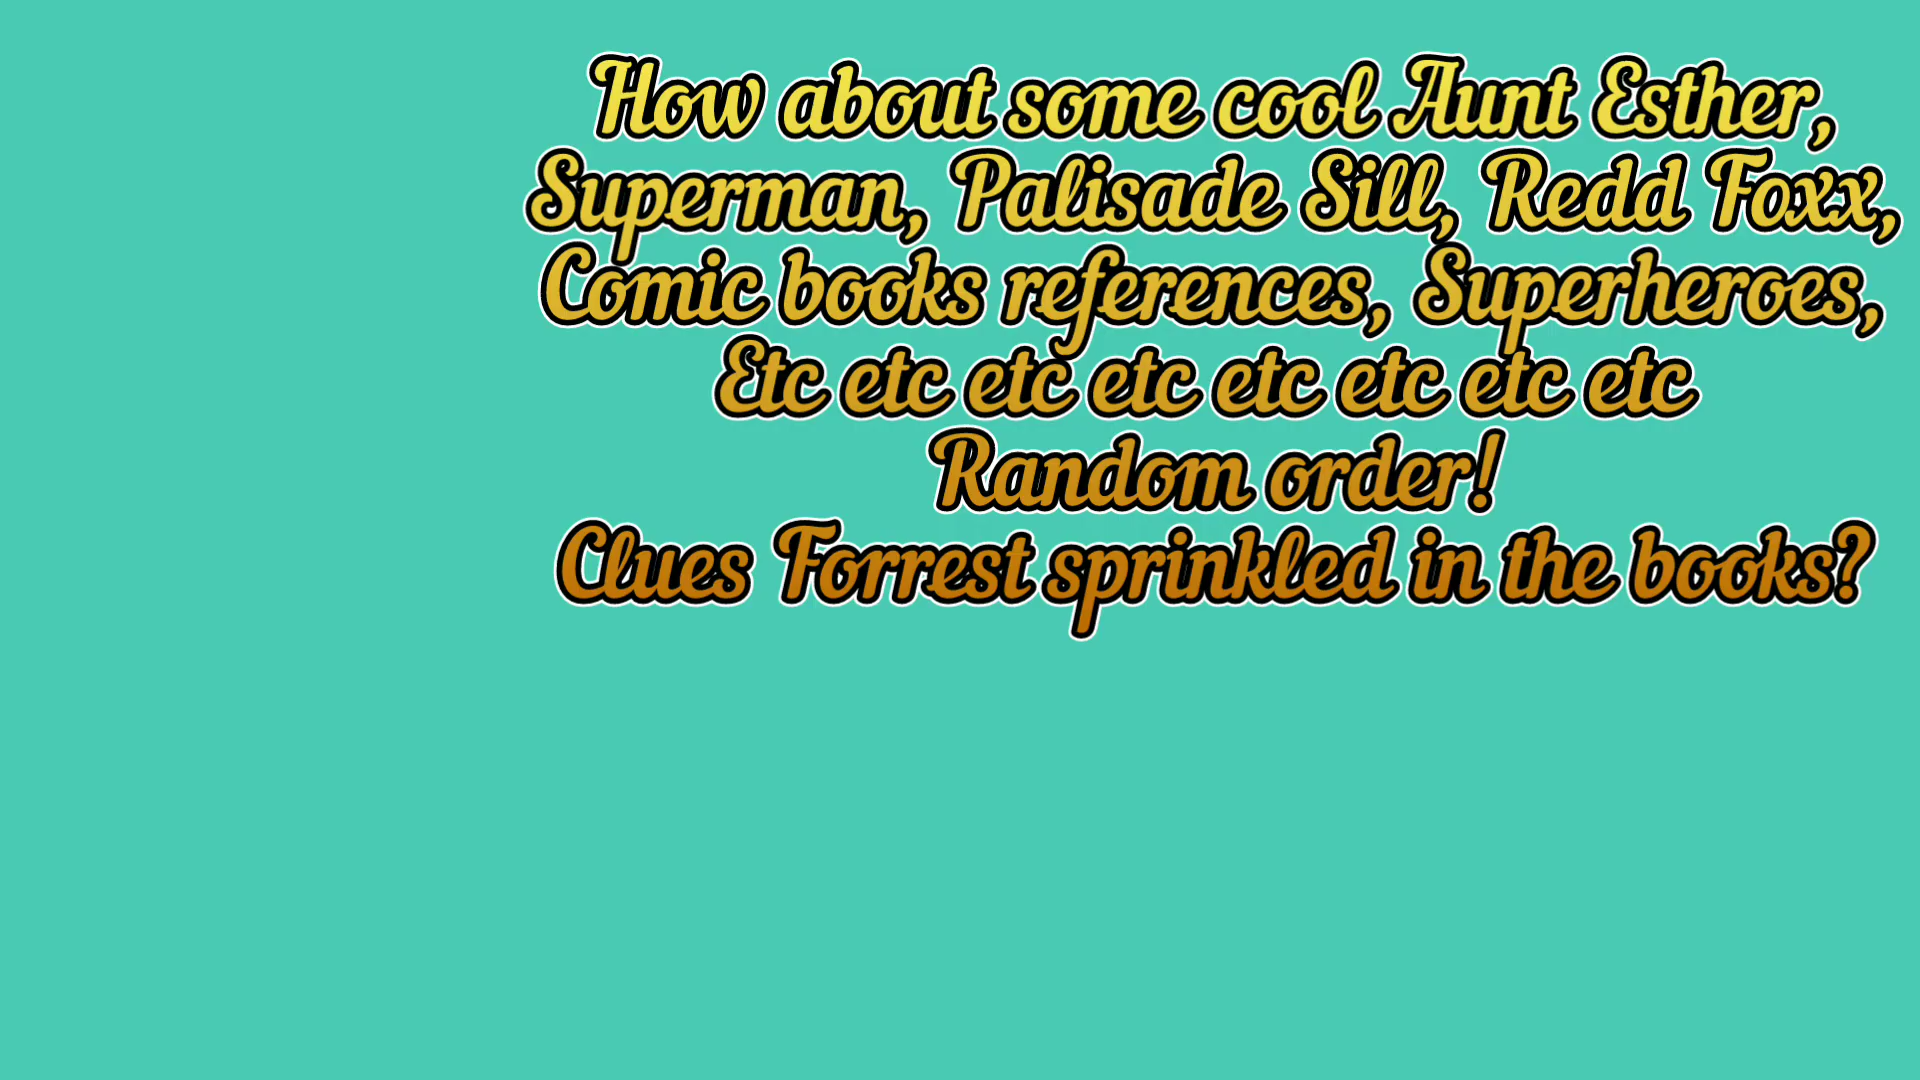 How about some cool Aunt Esther,
Superman, Palisade Sill, Redd Foxx,
Comic books references, Superheroes,
Etc etc etc etc etc etc etc etc
Random order!
Clues Forrest sprinkled in the books?